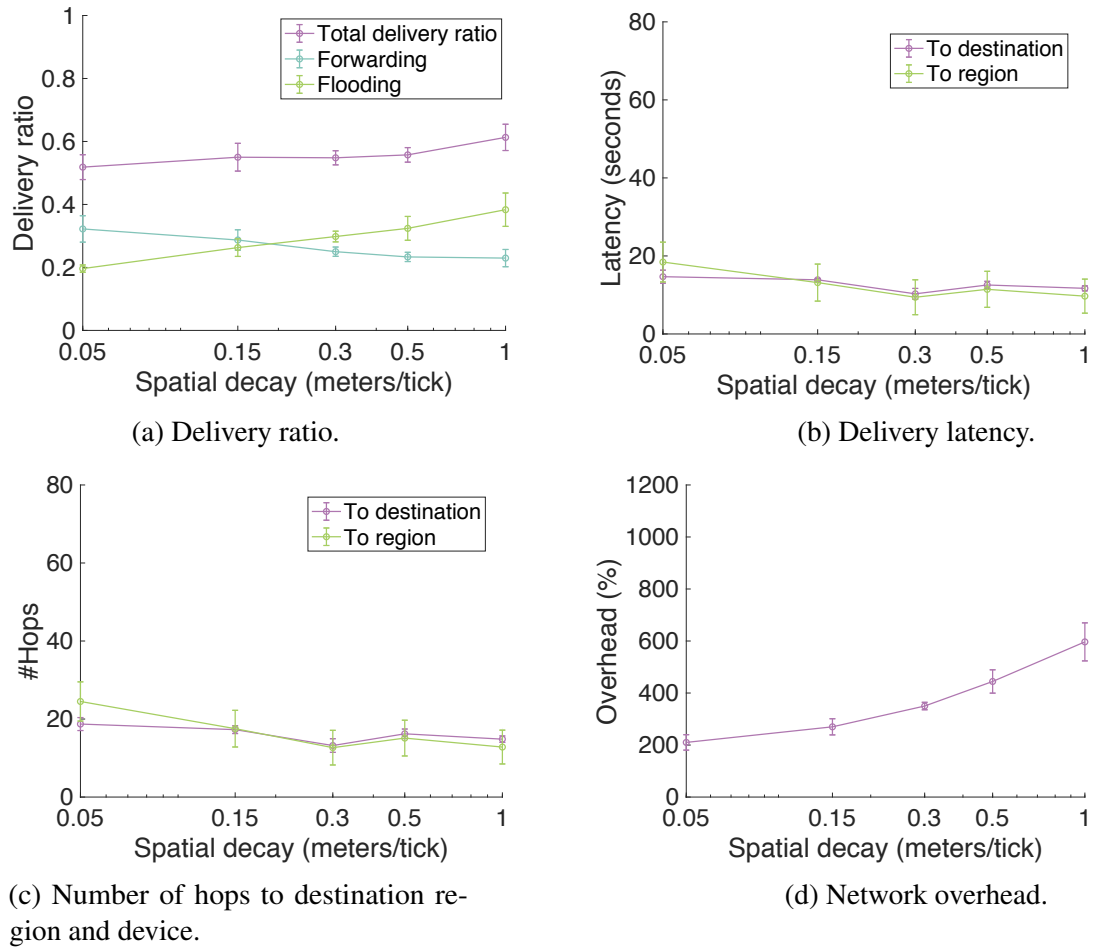 1
0.8
0.6
0.4
0.2
0
Delivery ratio
Total delivery ratio
Forwarding
Flooding
0.05
0.15
0.3
0.5
1
Spatial decay (meters/tick)
(a) Delivery ratio.
80
60
40
20
0
Latency (seconds)
To destination
To region
0.05
0.15
0.3
0.5
1
Spatial decay (meters/tick)
(b) Delivery latency.
80
60
40
20
0
#Hops
To destination
To region
0.05
0.15
0.3
0.5
1
Spatial decay (meters/tick)
(c) Number of hops to destination re-
gion and device.
1200
1000
800
600
400
200
0
Overhead (%)
0.05
0.15
0.3
0.5
1
Spatial decay (meters/tick)
(d) Network overhead.